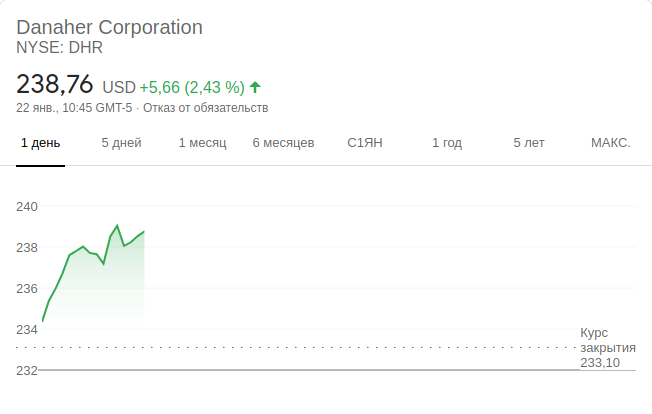 Danaher Corporation
NYSE: DHR
238,76 USD +5,66 (2,43 %)
22 янв., 10:45 GMT-5 · Отказ от обязательств
1 день 5 дней 1 месяц 6 месяцев С1ЯН 1 год 5 лет МАКС.
240
238
236
234
Курс
закрытия
233,10
232